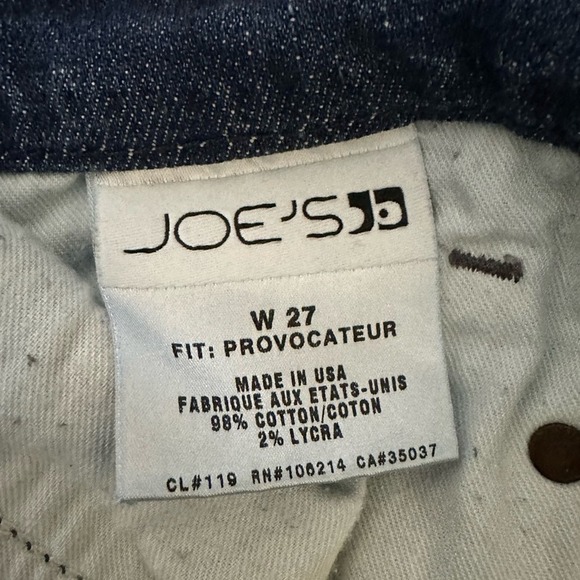 JOE'S
W 27
FIT: PROVOCATEUR
MADE IN USA
FABRIQUE AUX ETATS-UNIS
98% COTTON/COTON
2% LYCRA
CL#119 RN#106214 CA#35037